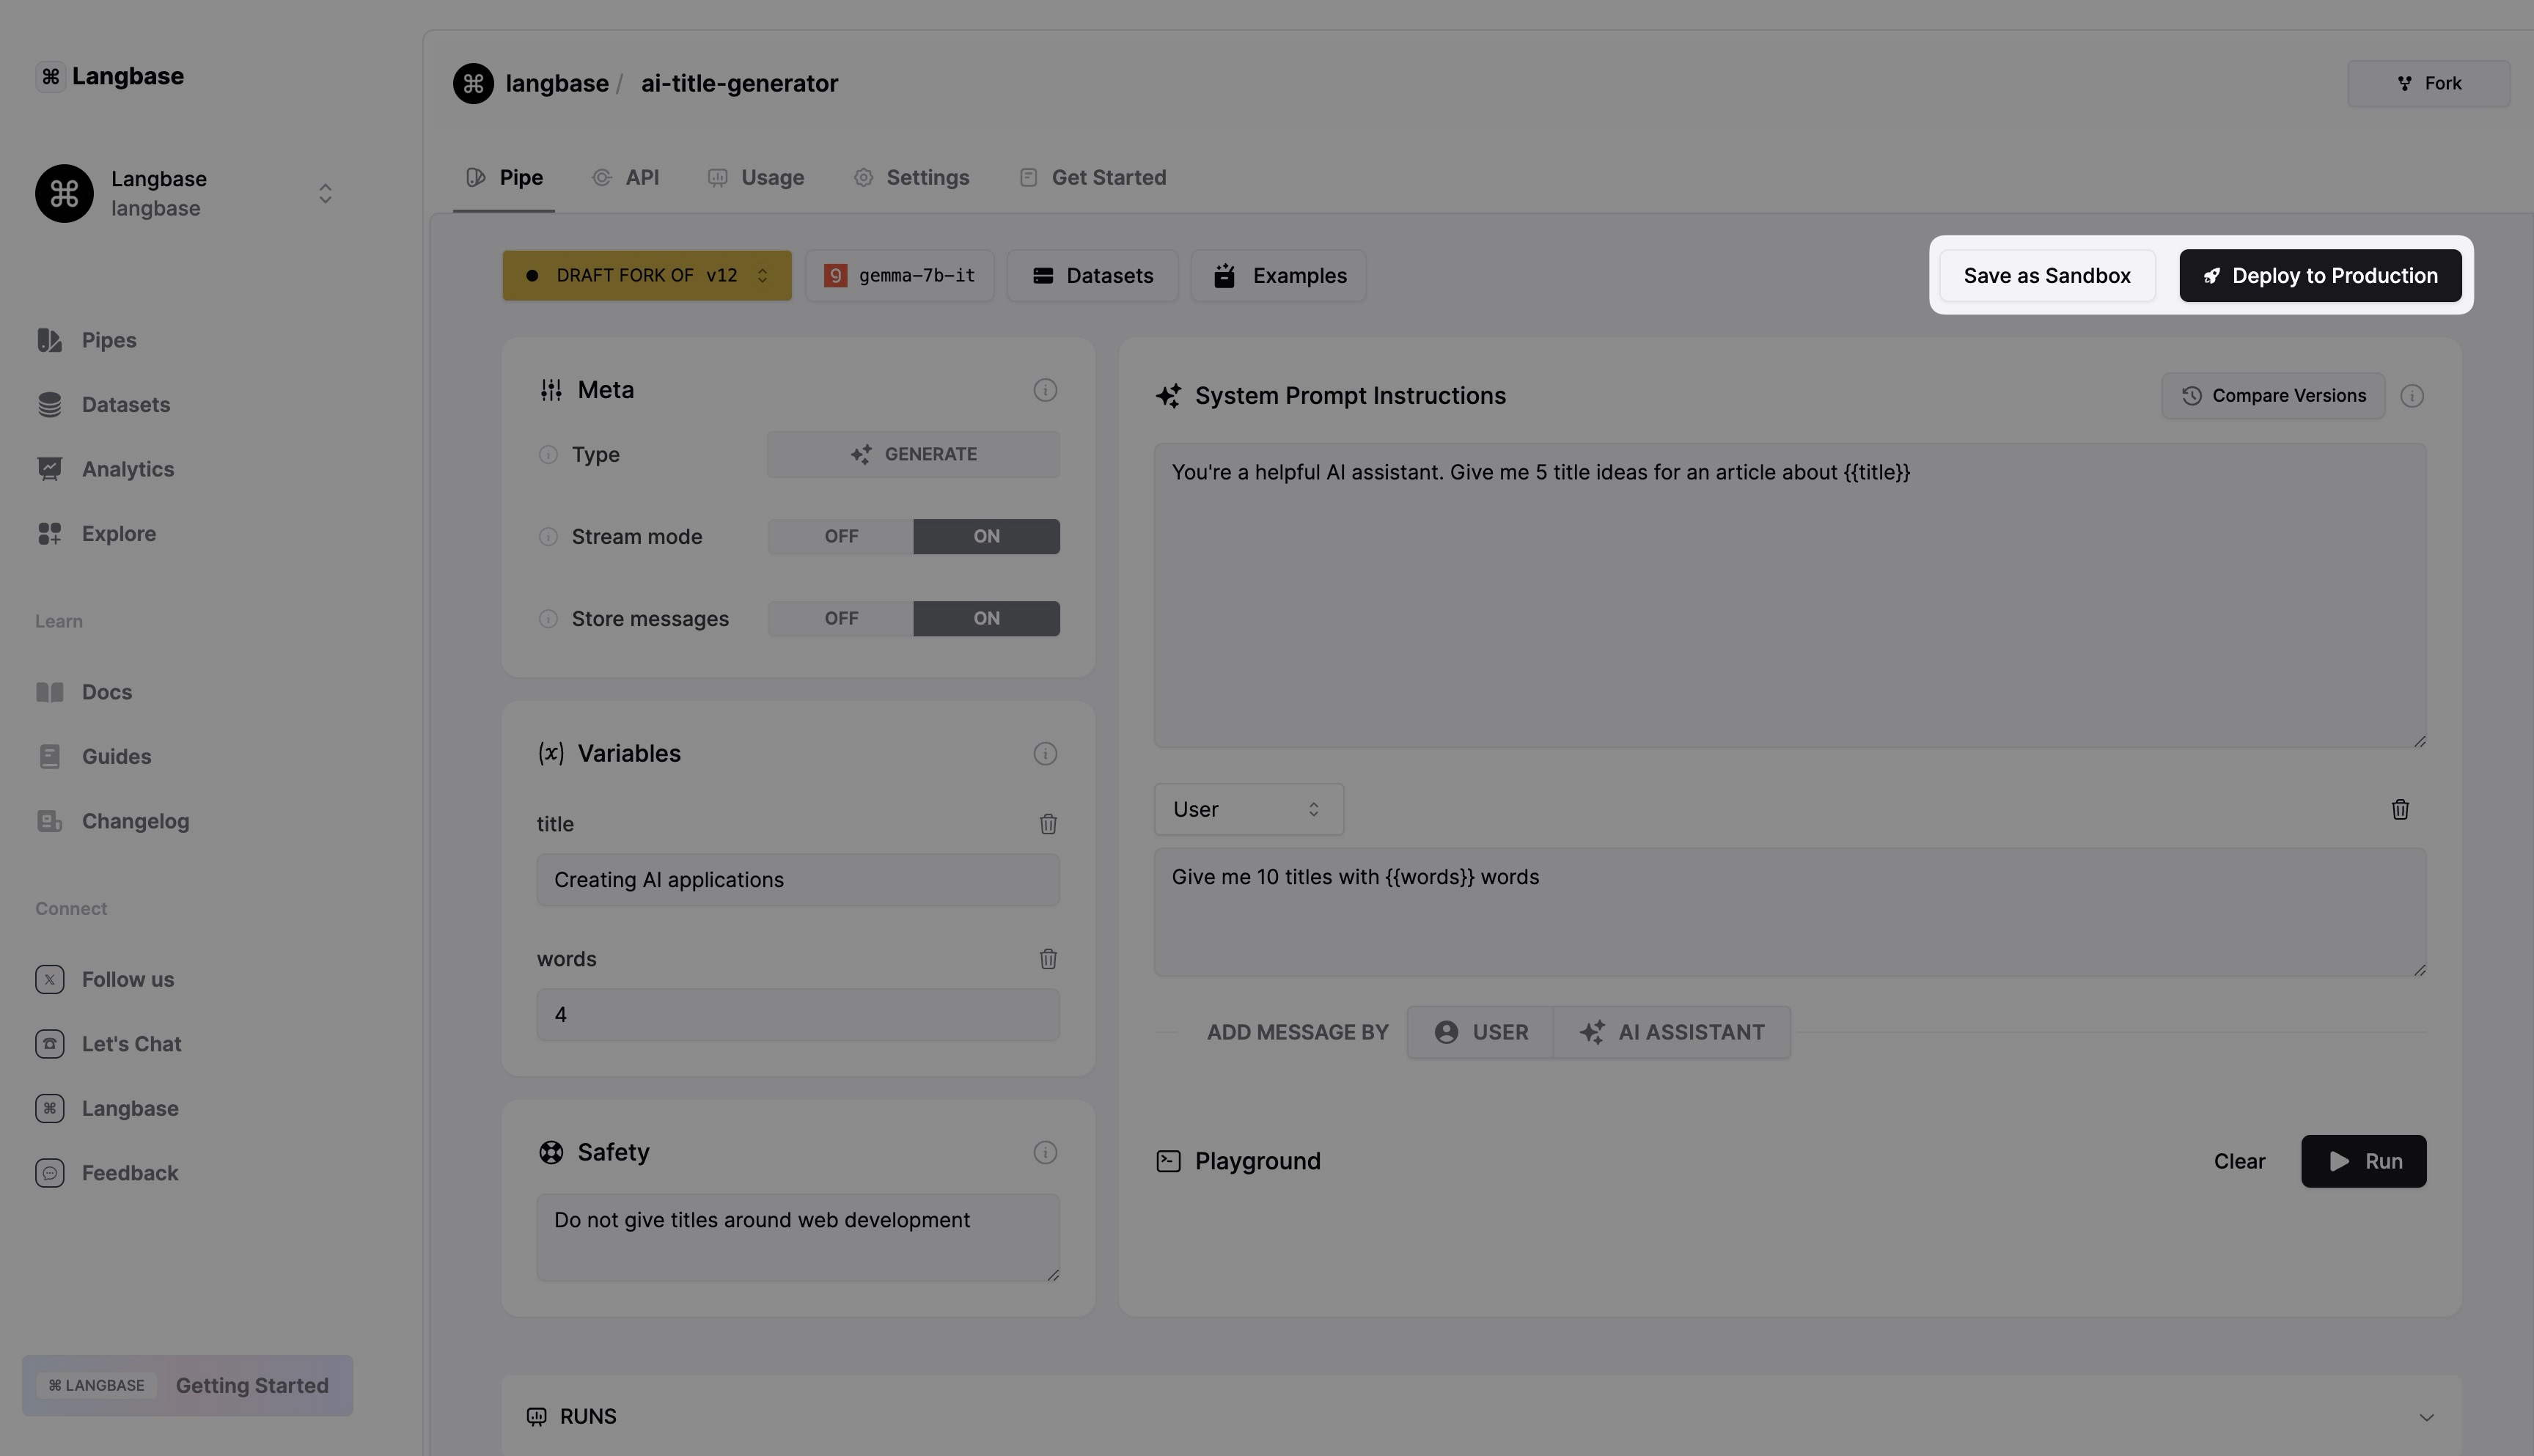 Langbase
Langbase
langbase
Pipes
Datasets
Analytics
Explore
Learn
Docs
Guides
Changelog
Connect
Follow us
Let's Chat
Langbase
Feedback
⌘ LANGBASE Getting Started
langbase / ai-title-generator
Fork
Pipe API Usage Settings Get Started
DRAFT FORK OF v12 gemma-7b-it Datasets Examples
Save as Sandbox Deploy to Production
Meta
Type GENERATE
Stream mode OFF ON
Store messages OFF ON
(x) Variables
title
Creating AI applications
words
4
Safety
Do not give titles around web development
System Prompt Instructions
Compare Versions
You're a helpful AI assistant. Give me 5 title ideas for an article about {{title}}
User
Give me 10 titles with {{words}} words
ADD MESSAGE BY USER AI ASSISTANT
Playground
Clear Run
RUNS